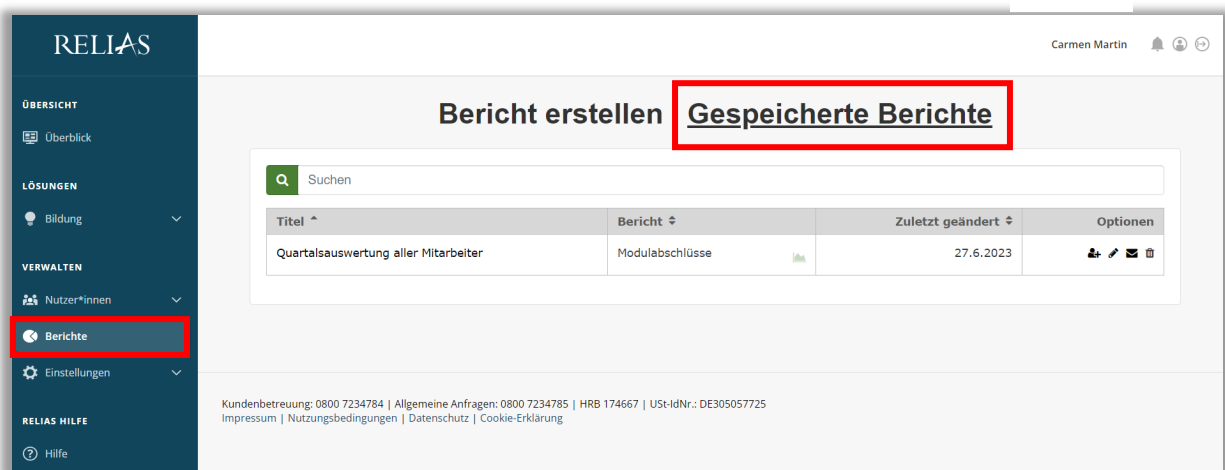 RELIAS
Carmen Martin
ÜBERSICHT
Überblick
LÖSUNGEN
Bildung
VERWALTEN
Nutzer*innen
Berichte
Einstellungen
RELIAS HILFE
Hilfe
Bericht erstellen Gespeicherte Berichte
Suchen
Titel Bericht Zuletzt geändert Optionen
Quartalsauswertung aller Mitarbeiter Modulabschlüsse 27.6.2023
Kundenbetreuung: 0800 7234784 | Allgemeine Anfragen: 0800 7234785 | HRB 174667 | USt-IdNr.: DE305057725
Impressum | Nutzungsbedingungen | Datenschutz | Cookie-Erklärung